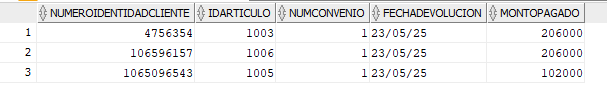 NUMEROIDENTIDADCLIENTE IDARTICULO NUMCONVENIO FECHADEVOLUCION MONTOPAGADO
1 4756354 1003 1 23/05/25 206000
2 106596157 1006 1 23/05/25 206000
3 1065096543 1005 1 23/05/25 102000